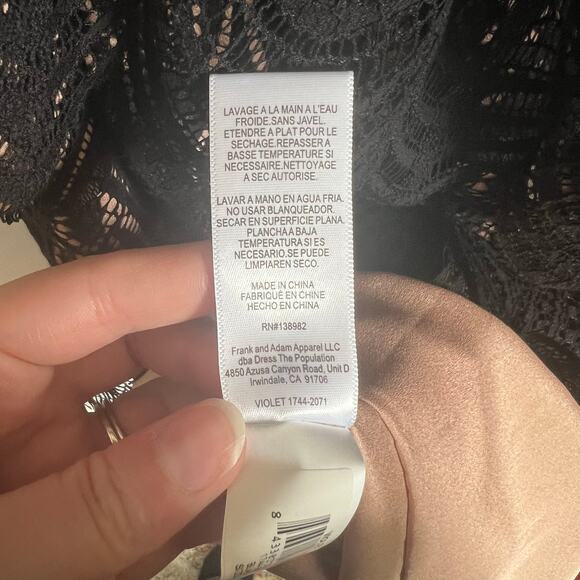 LAVAGE A LA MAIN A L'EAU
FROIDE.SANS JAVEL.
ETENDRE A PLAT POUR LE
SECHAGE.REPASSER A
BASSE TEMPERATURE SI
NECESSAIRE.NETTOYAGE
A SEC AUTORISE.
LAVAR A MANO EN AGUA FRIA.
NO USAR BLANQUEADOR.
SECAR EN SUPERFICIE PLANA.
PLANCHA A BAJA
TEMPERATURA SI ES
NECESARIO.SE PUEDE
LIMPIAREN SECO.
MADE IN CHINA
FABRIQUÉ EN CHINE
HECHO EN CHINA
RN#138982
Frank and Adam Apparel LLC
dba Dress The Population
4850 Azusa Canyon Road, Unit D
Irwindale, CA 91706
VIOLET 1744-2071